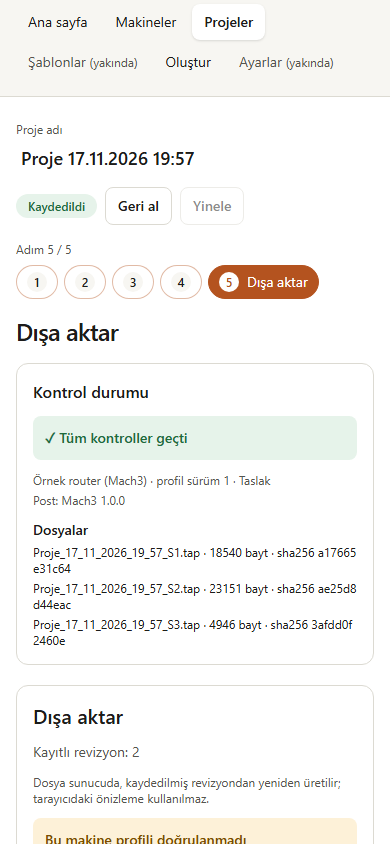 Ana sayfa Makineler Projeler
Şablonlar (yakında) Oluştur Ayarlar (yakında)
Proje adı
Proje 17.11.2026 19:57
Kaydedildi Geri al Yinele
Adım 5 / 5
1 2 3 4 5 Dışa aktar
Dışa aktar
Kontrol durumu
✓ Tüm kontroller geçti
Örnek router (Mach3) · profil sürüm 1 · Taslak
Post: Mach3 1.0.0
Dosyalar
Proje_17_11_2026_19_57_S1.tap · 18540 bayt · sha256 a17665
e31c64
Proje_17_11_2026_19_57_S2.tap · 23151 bayt · sha256 ae25d8
d44eac
Proje_17_11_2026_19_57_S3.tap · 4946 bayt · sha256 3afdd0f
2460e
Dışa aktar
Kayıtlı revizyon: 2
Dosya sunucuda, kaydedilmiş revizyondan yeniden üretilir;
tarayıcıdaki önizleme kullanılmaz.
Bu makine profili doğrulanmadı